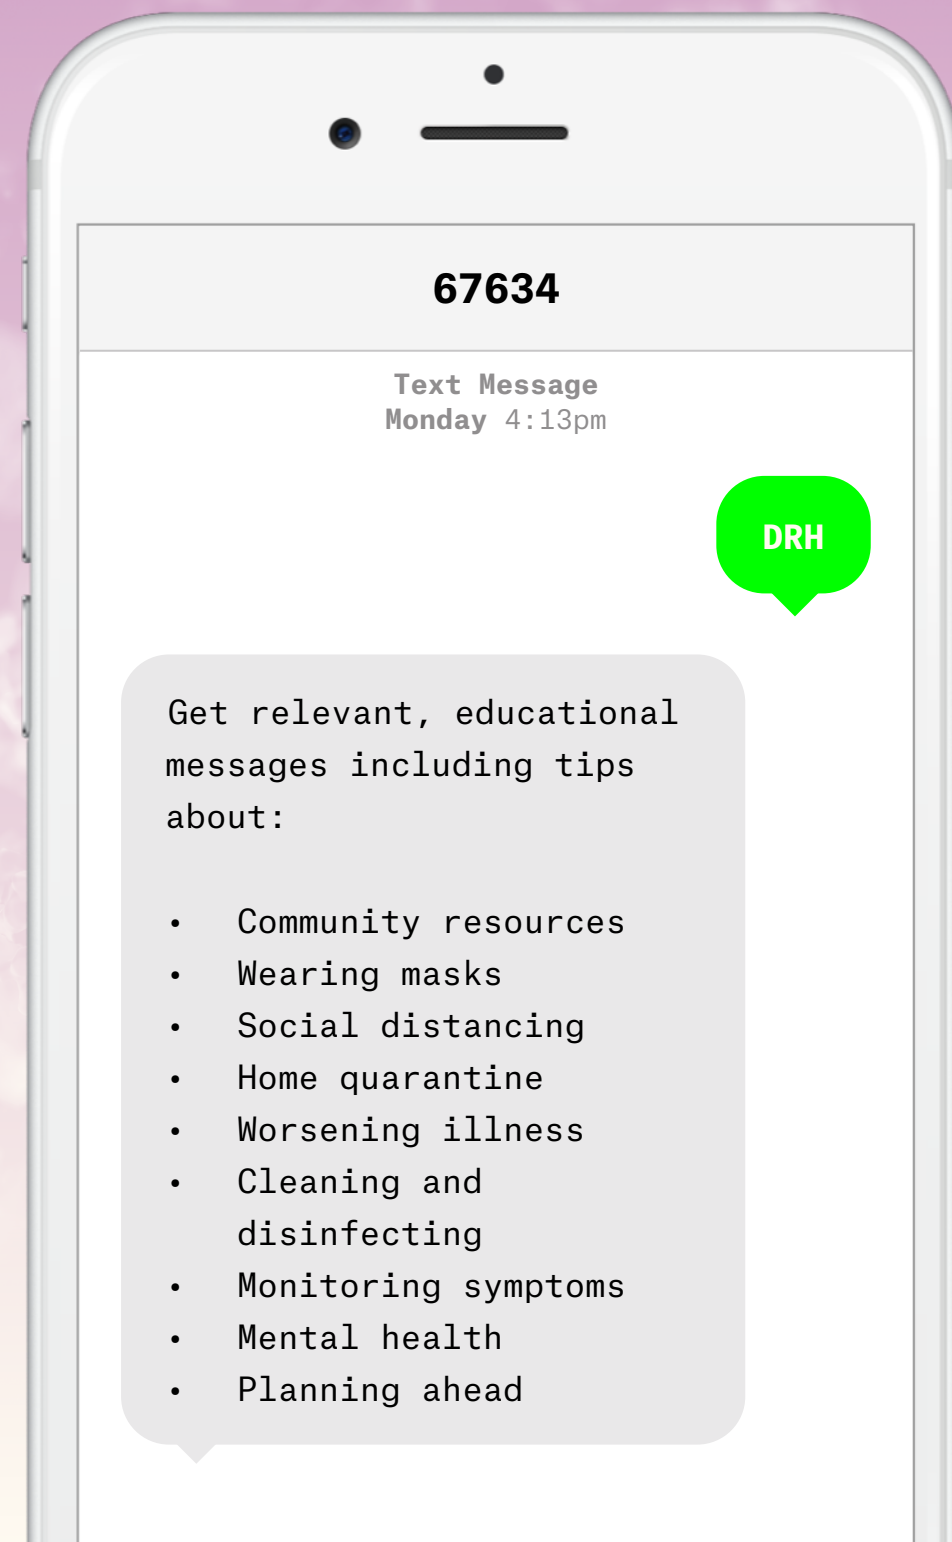 67634
Text Message
Monday 4:13pm
DRH
Get relevant, educational
messages including tips
about:
• Community resources
• Wearing masks
• Social distancing
• Home quarantine
• Worsening illness
• Cleaning and
disinfecting
• Monitoring symptoms
• Mental health
• Planning ahead